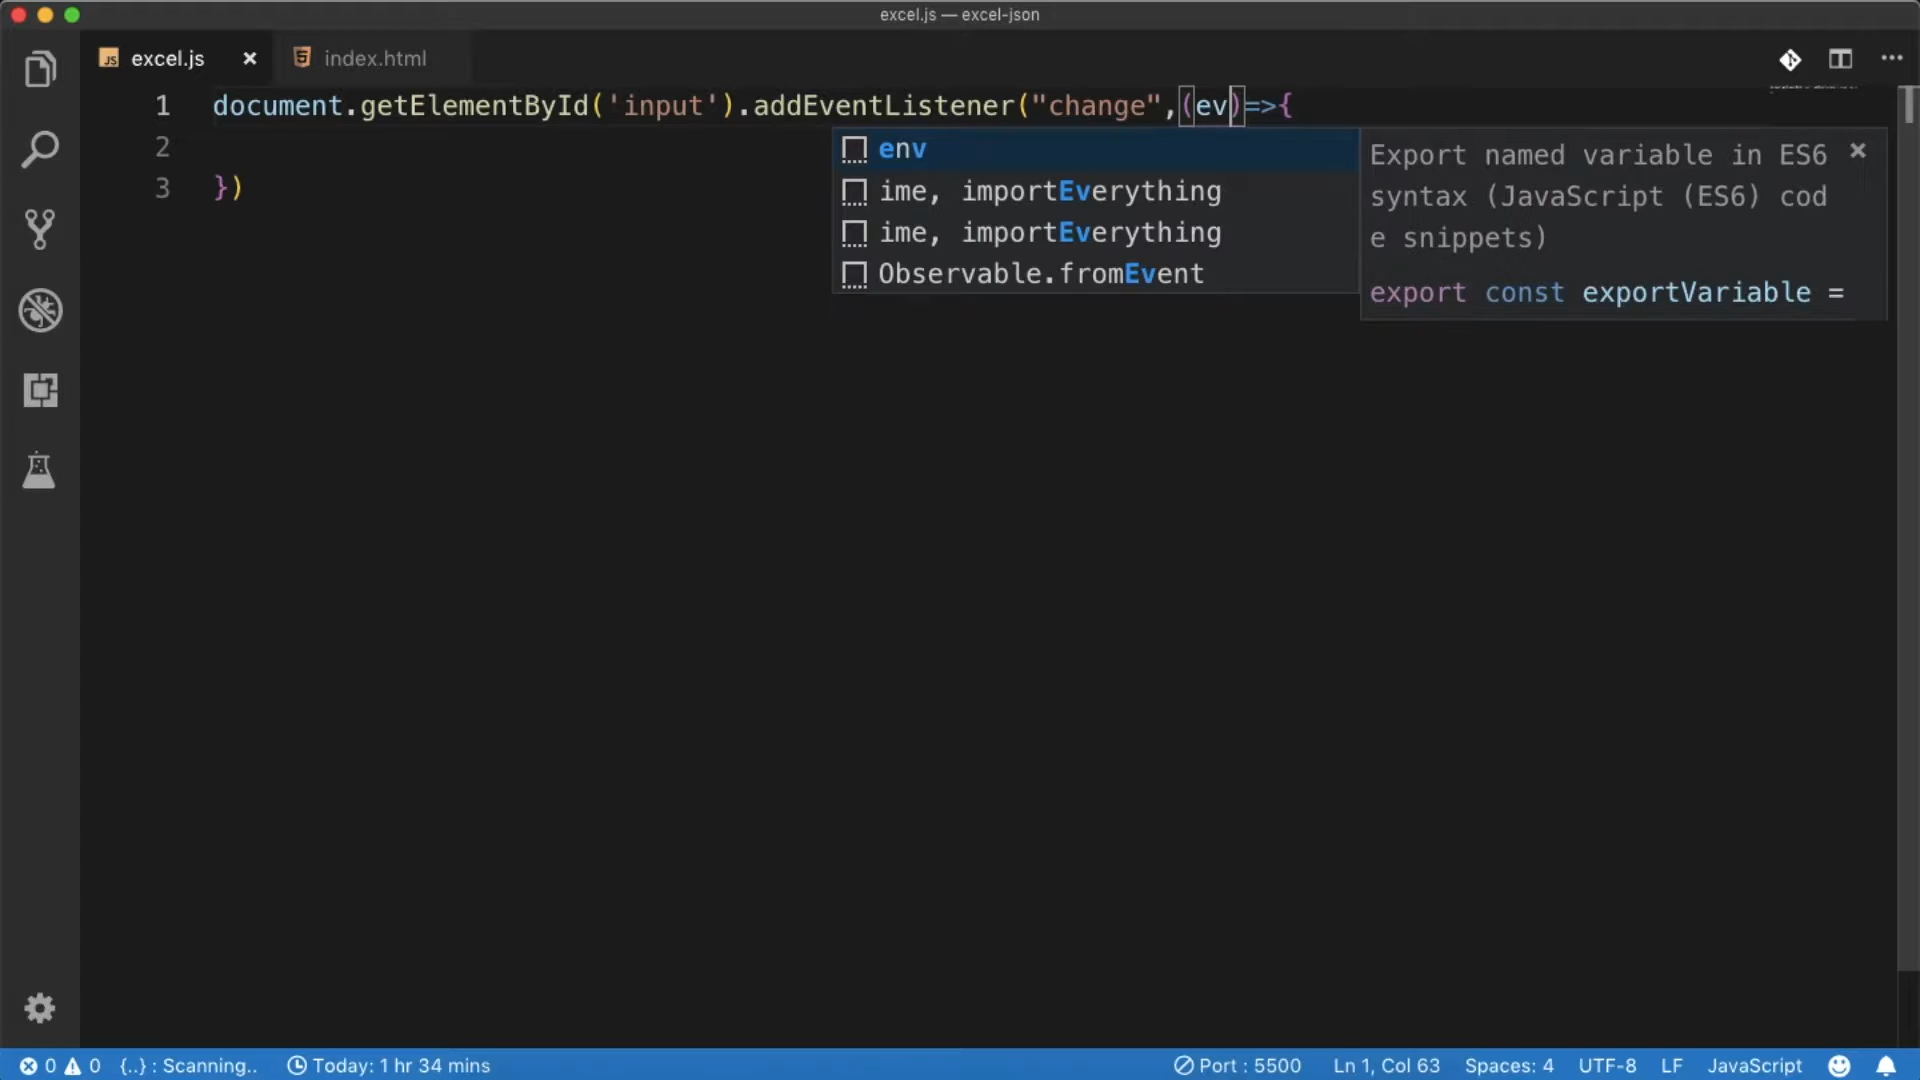 excel.js — excel-json
excel.js
index.html
1 document.getElementById('input').addEventListener("change",(ev)=>{
2
3 })
env
ime, importEverything
ime, importEverything
Observable.fromEvent
Export named variable in ES6
syntax (JavaScript (ES6) cod
e snippets)
export const exportVariable =
0 0 {..} : Scanning.. Today: 1 hr 34 mins Port : 5500 Ln 1, Col 63 Spaces: 4 UTF-8 LF JavaScript